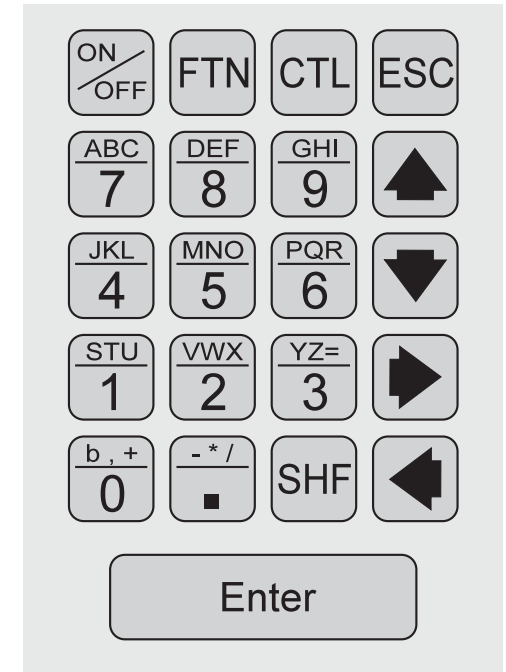 ON
OFF FTN CTL ESC
ABC DEF GHI
7 8 9
JKL MNO PQR
4 5 6
STU VWX YZ=
1 2 3
b , + - * /
0 . SHF
Enter